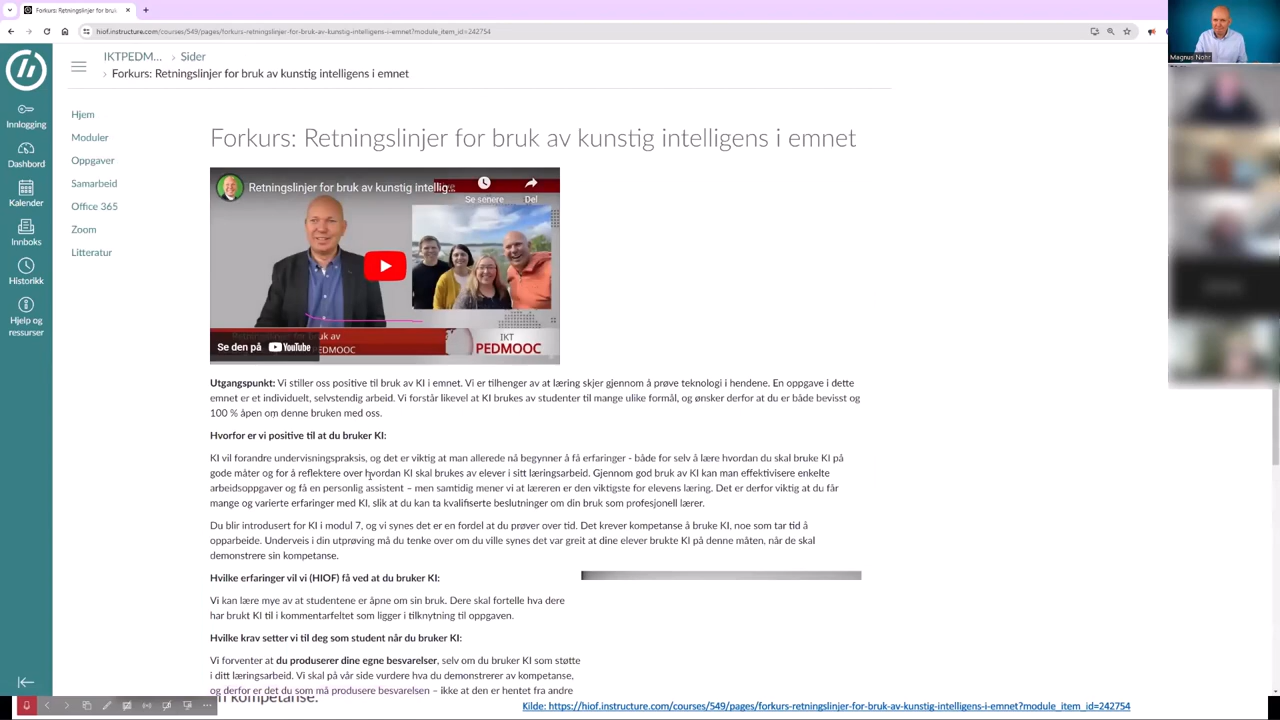 Forkurs: Retningslinjer for bruk
hiof.instructure.com/courses/549/pages/forkurs-retningslinjer-for-bruk-av-kunstig-intelligens-i-emnet?module_item_id=242754
Magnus Nohr
IKTPEDM... › Sider
› Forkurs: Retningslinjer for bruk av kunstig intelligens i emnet
Innlogging
Dashbord
Kalender
Innboks
Historikk
Hjelp og
ressurser
Hjem
Moduler
Oppgaver
Samarbeid
Office 365
Zoom
Litteratur
Forkurs: Retningslinjer for bruk av kunstig intelligens i emnet
Retningslinjer for bruk av kunstig intellig...
Se senere
Del
Se den på YouTube
k av
PEDMOOC
IKT
PEDMOOC
Utgangspunkt: Vi stiller oss positive til bruk av KI i emnet. Vi er tilhenger av at læring skjer gjennom å prøve teknologi i hendene. En oppgave i dette
emnet er et individuelt, selvstendig arbeid. Vi forstår likevel at KI brukes av studenter til mange ulike formål, og ønsker derfor at du er både bevisst og
100 % åpen om denne bruken med oss.
Hvorfor er vi positive til at du bruker KI:
KI vil forandre undervisningspraksis, og det er viktig at man allerede nå begynner å få erfaringer - både for selv å lære hvordan du skal bruke KI på
gode måter og for å reflektere over hvordan KI skal brukes av elever i sitt læringsarbeid. Gjennom god bruk av KI kan man effektivisere enkelte
arbeidsoppgaver og få en personlig assistent – men samtidig mener vi at læreren er den viktigste for elevens læring. Det er derfor viktig at du får
mange og varierte erfaringer med KI, slik at du kan ta kvalifiserte beslutninger om din bruk som profesjonell lærer.
Du blir introdusert for KI i modul 7, og vi synes det er en fordel at du prøver over tid. Det krever kompetanse å bruke KI, noe som tar tid å
opparbeide. Underveis i din utprøving må du tenke over om du ville synes det var greit at dine elever brukte KI på denne måten, når de skal
demonstrere sin kompetanse.
Hvilke erfaringer vil vi (HIOF) få ved at du bruker KI:
Vi kan lære mye av at studentene er åpne om sin bruk. Dere skal fortelle hva dere
har brukt KI til i kommentarfeltet som ligger i tilknytning til oppgaven.
Hvilke krav setter vi til deg som student når du bruker KI:
Vi forventer at du produserer dine egne besvarelser, selv om du bruker KI som støtte
i ditt læringsarbeid. Vi skal på vår side vurdere hva du demonstrerer av kompetanse,
og derfor er det du som må produsere besvarelsen – ikke at den er hentet fra andre
kompetanse.
Kilde: https://hiof.instructure.com/courses/549/pages/forkurs-retningslinjer-for-bruk-av-kunstig-intelligens-i-emnet?module_item_id=242754